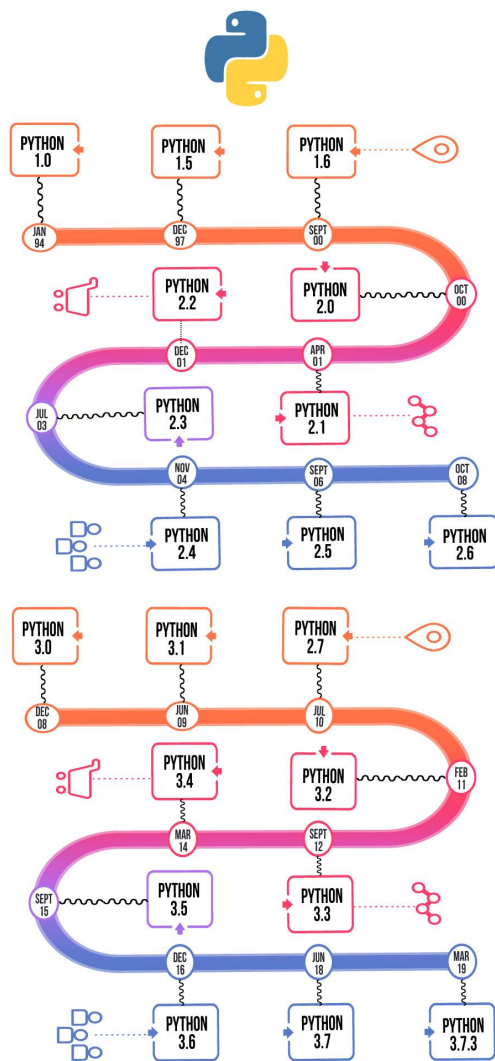 PYTHON
1.0
PYTHON
1.5
PYTHON
1.6
JAN
94
DEC
97
SEPT
00
PYTHON
2.2
PYTHON
2.0
OCT
00
DEC
01
APR
01
JUL
03
PYTHON
2.3
PYTHON
2.1
NOV
04
SEPT
06
OCT
08
PYTHON
2.4
PYTHON
2.5
PYTHON
2.6
PYTHON
3.0
PYTHON
3.1
PYTHON
2.7
DEC
08
JUN
09
JUL
10
PYTHON
3.4
PYTHON
3.2
FEB
11
MAR
14
SEPT
12
SEPT
15
PYTHON
3.5
PYTHON
3.3
DEC
16
JUN
18
MAR
19
PYTHON
3.6
PYTHON
3.7
PYTHON
3.7.3